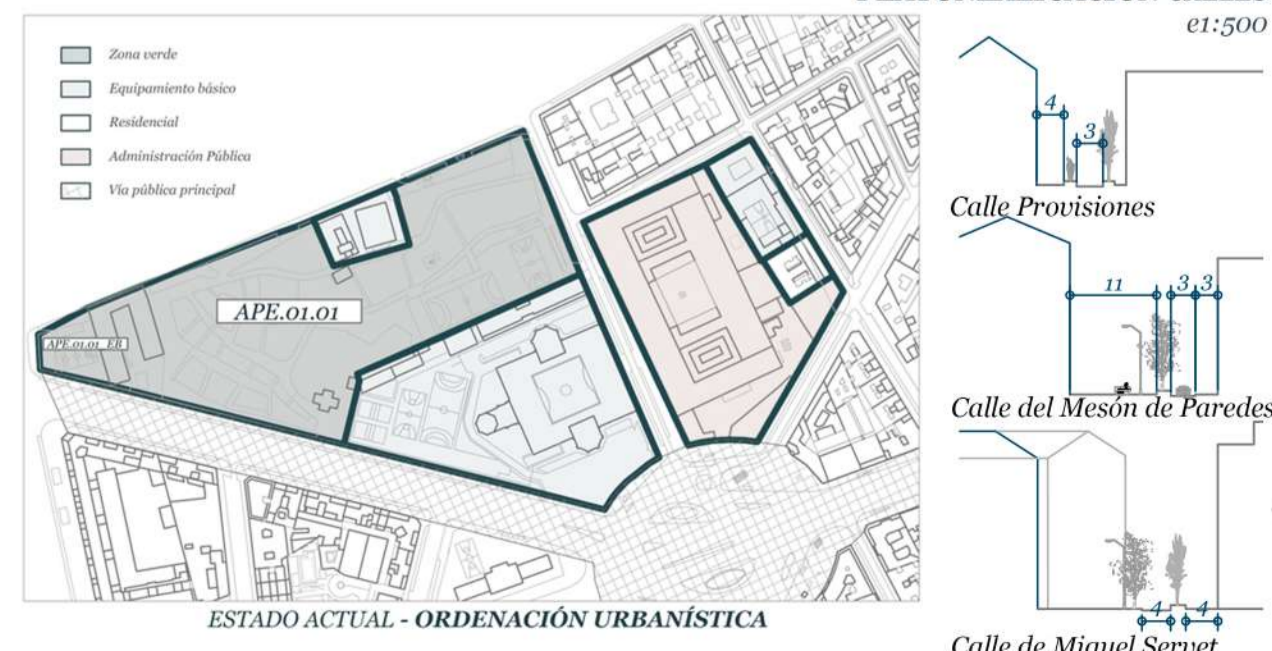 e1:500
Zona verde
Equipamiento básico
Residencial
Administración Pública
Vía pública principal
APE.01.01
APE.01.01_EB
ESTADO ACTUAL - ORDENACIÓN URBANÍSTICA
4
3
Calle Provisiones
11
3
3
Calle del Mesón de Paredes
4
4
Calle de Miguel Servet